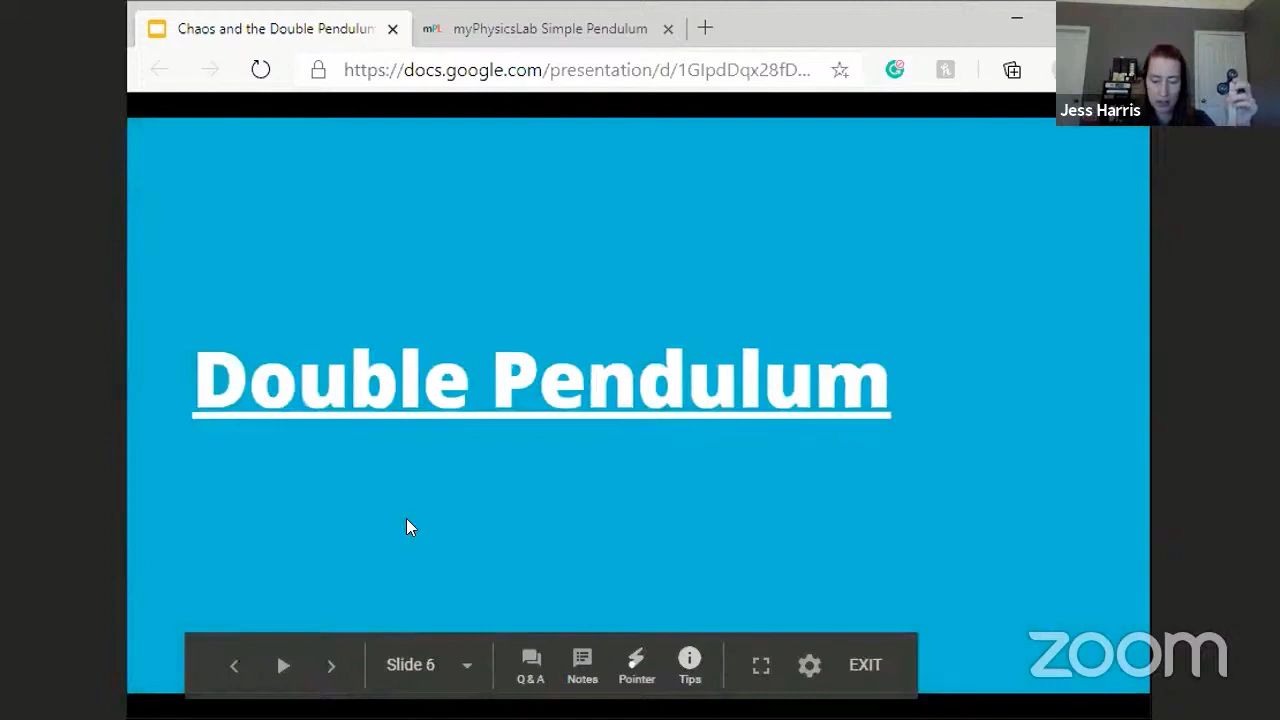 Chaos and the Double Pendulum
myPhysicsLab Simple Pendulum
https://docs.google.com/presentation/d/1GIpdDqx28fD...
Jess Harris
Double Pendulum
Slide 6
Q & A
Notes
Pointer
Tips
EXIT
zoom